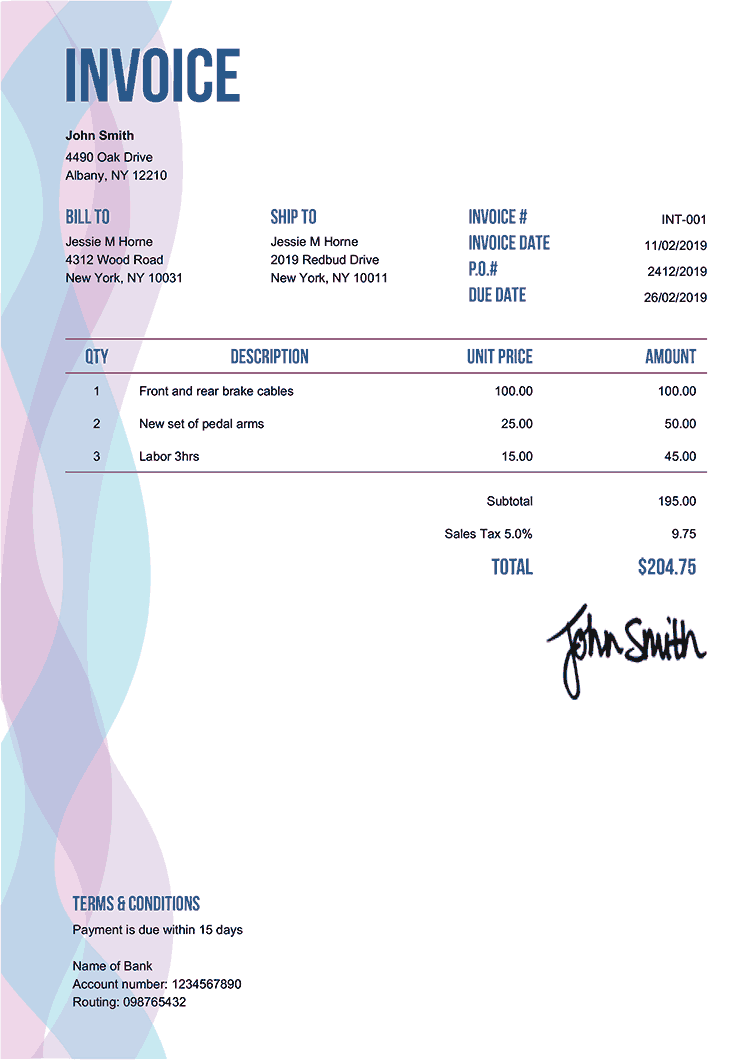 INVOICE
John Smith
4490 Oak Drive
Albany, NY 12210
BILL TO
Jessie M Horne
4312 Wood Road
New York, NY 10031
SHIP TO
Jessie M Horne
2019 Redbud Drive
New York, NY 10011
INVOICE # INT-001
INVOICE DATE 11/02/2019
P.O.# 2412/2019
DUE DATE 26/02/2019
QTY DESCRIPTION UNIT PRICE AMOUNT
1 Front and rear brake cables 100.00 100.00
2 New set of pedal arms 25.00 50.00
3 Labor 3hrs 15.00 45.00
Subtotal 195.00
Sales Tax 5.0% 9.75
TOTAL $204.75
John Smith
TERMS & CONDITIONS
Payment is due within 15 days
Name of Bank
Account number: 1234567890
Routing: 098765432